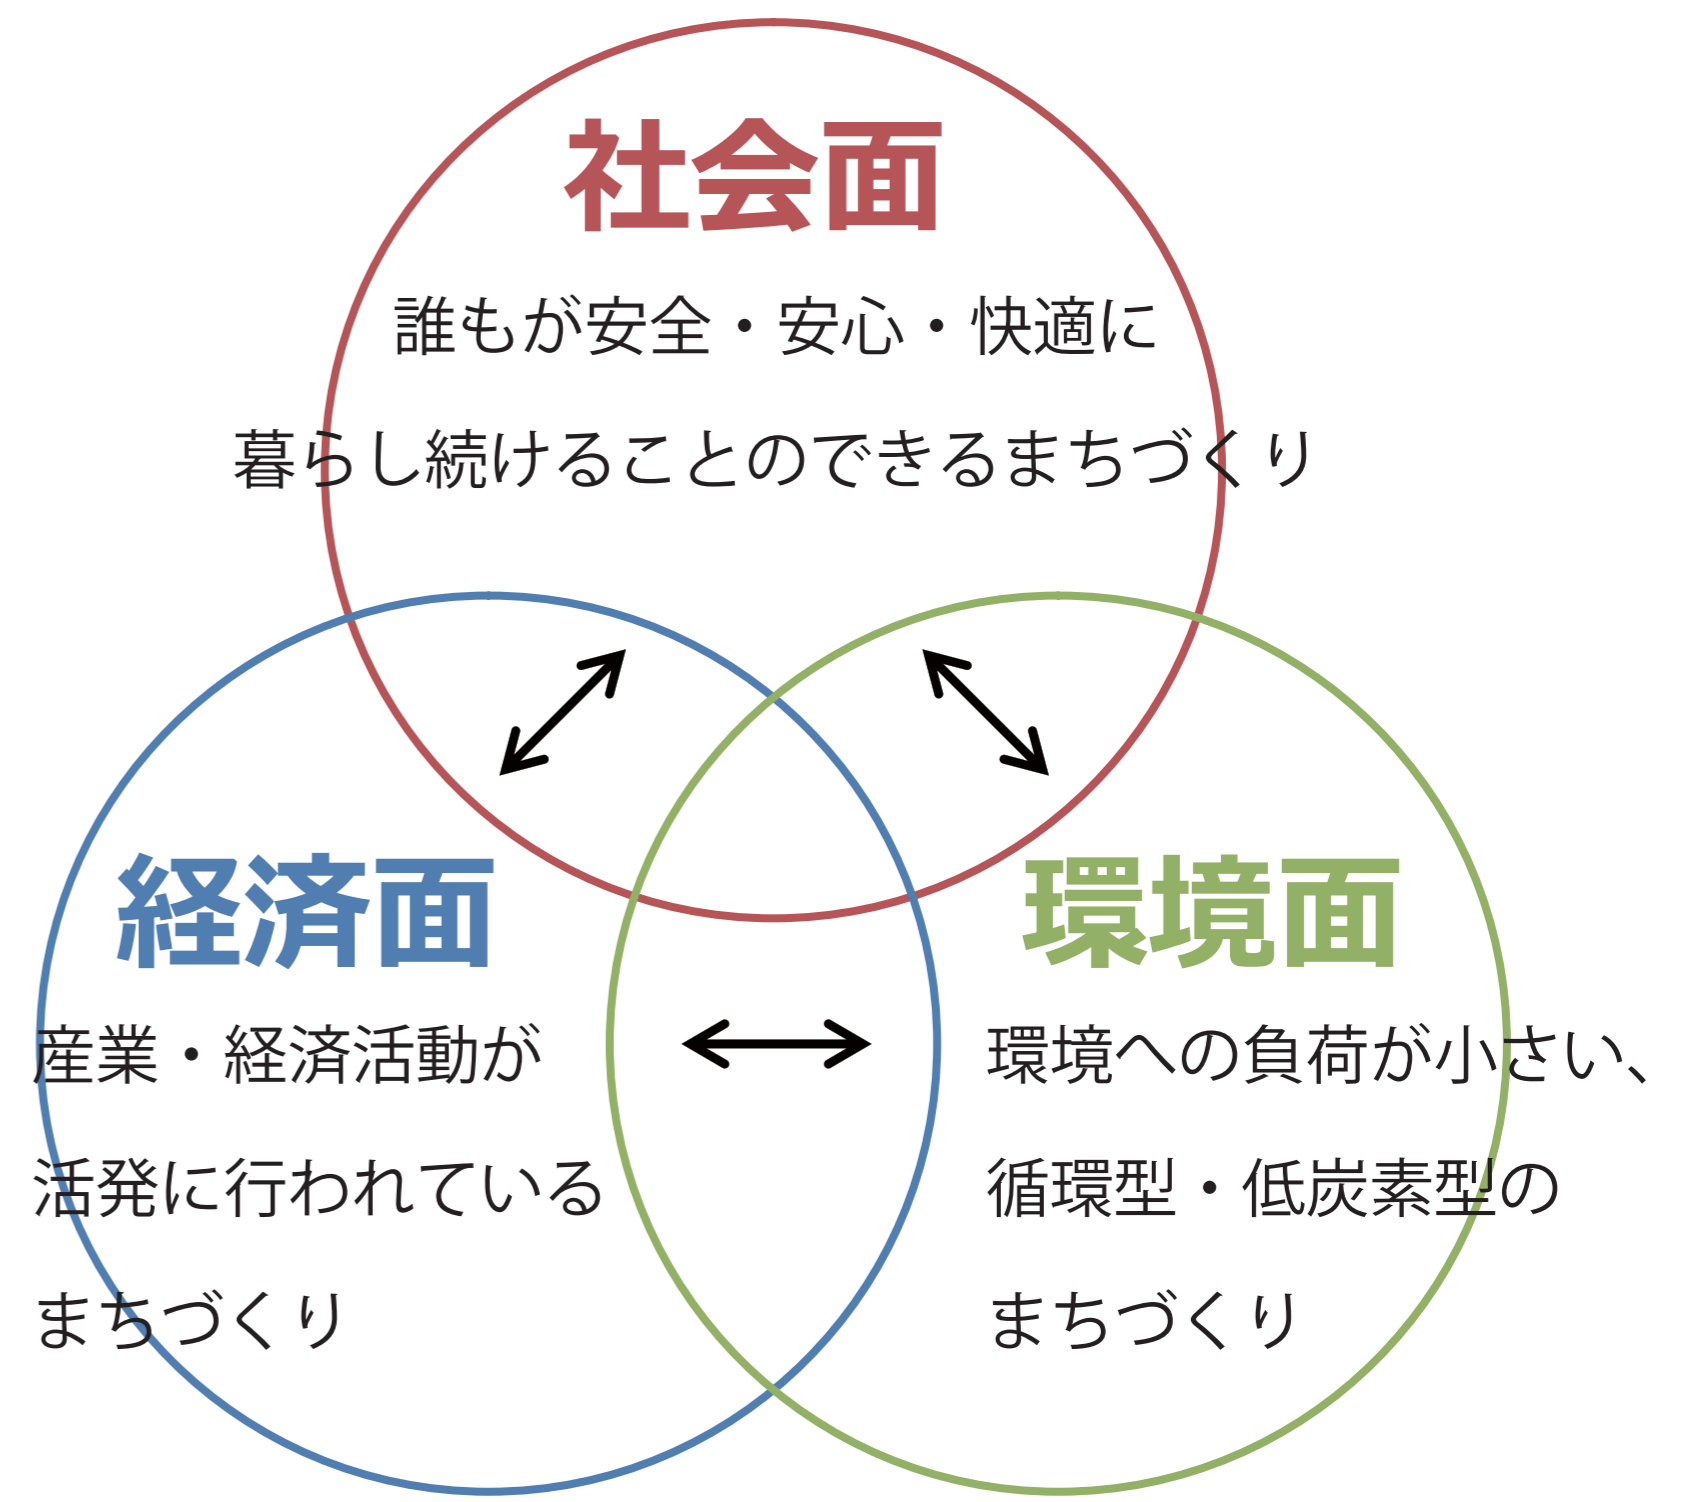 社会面
誰もが安全・安心・快適に
暮らし続けることのできるまちづくり
経済面
産業・経済活動が
活発に行われている
まちづくり
環境面
環境への負荷が小さい、
循環型・低炭素型の
まちづくり